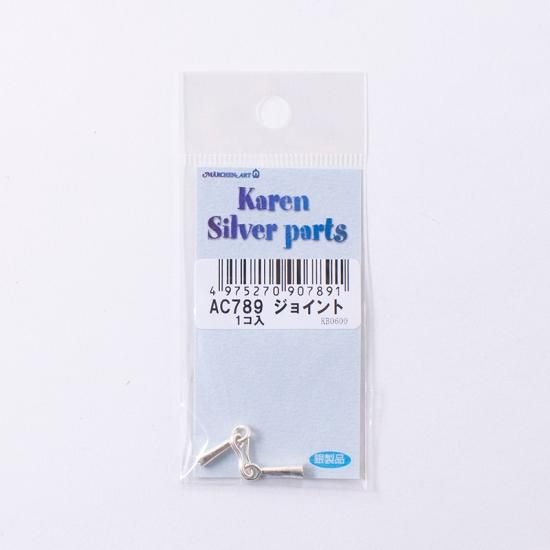 MÄRCHEN ART
Karen
Silver parts
4 975270 907891
AC789 ジョイント
1コ入 KB0600
銀製品